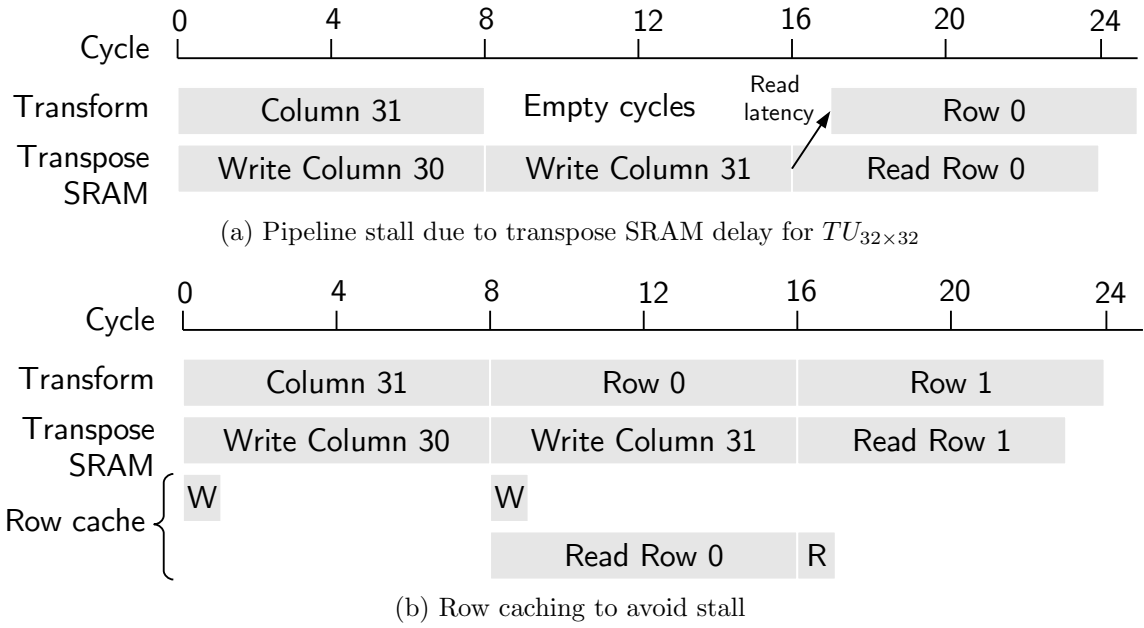 0 4 8 12 16 20 24
Cycle
Transform Column 31 Empty cycles Read latency Row 0
Transpose SRAM Write Column 30 Write Column 31 Read Row 0
(a) Pipeline stall due to transpose SRAM delay for TU32×32
0 4 8 12 16 20 24
Cycle
Transform Column 31 Row 0 Row 1
Transpose SRAM Write Column 30 Write Column 31 Read Row 1
W W
Row cache
Read Row 0 R
(b) Row caching to avoid stall